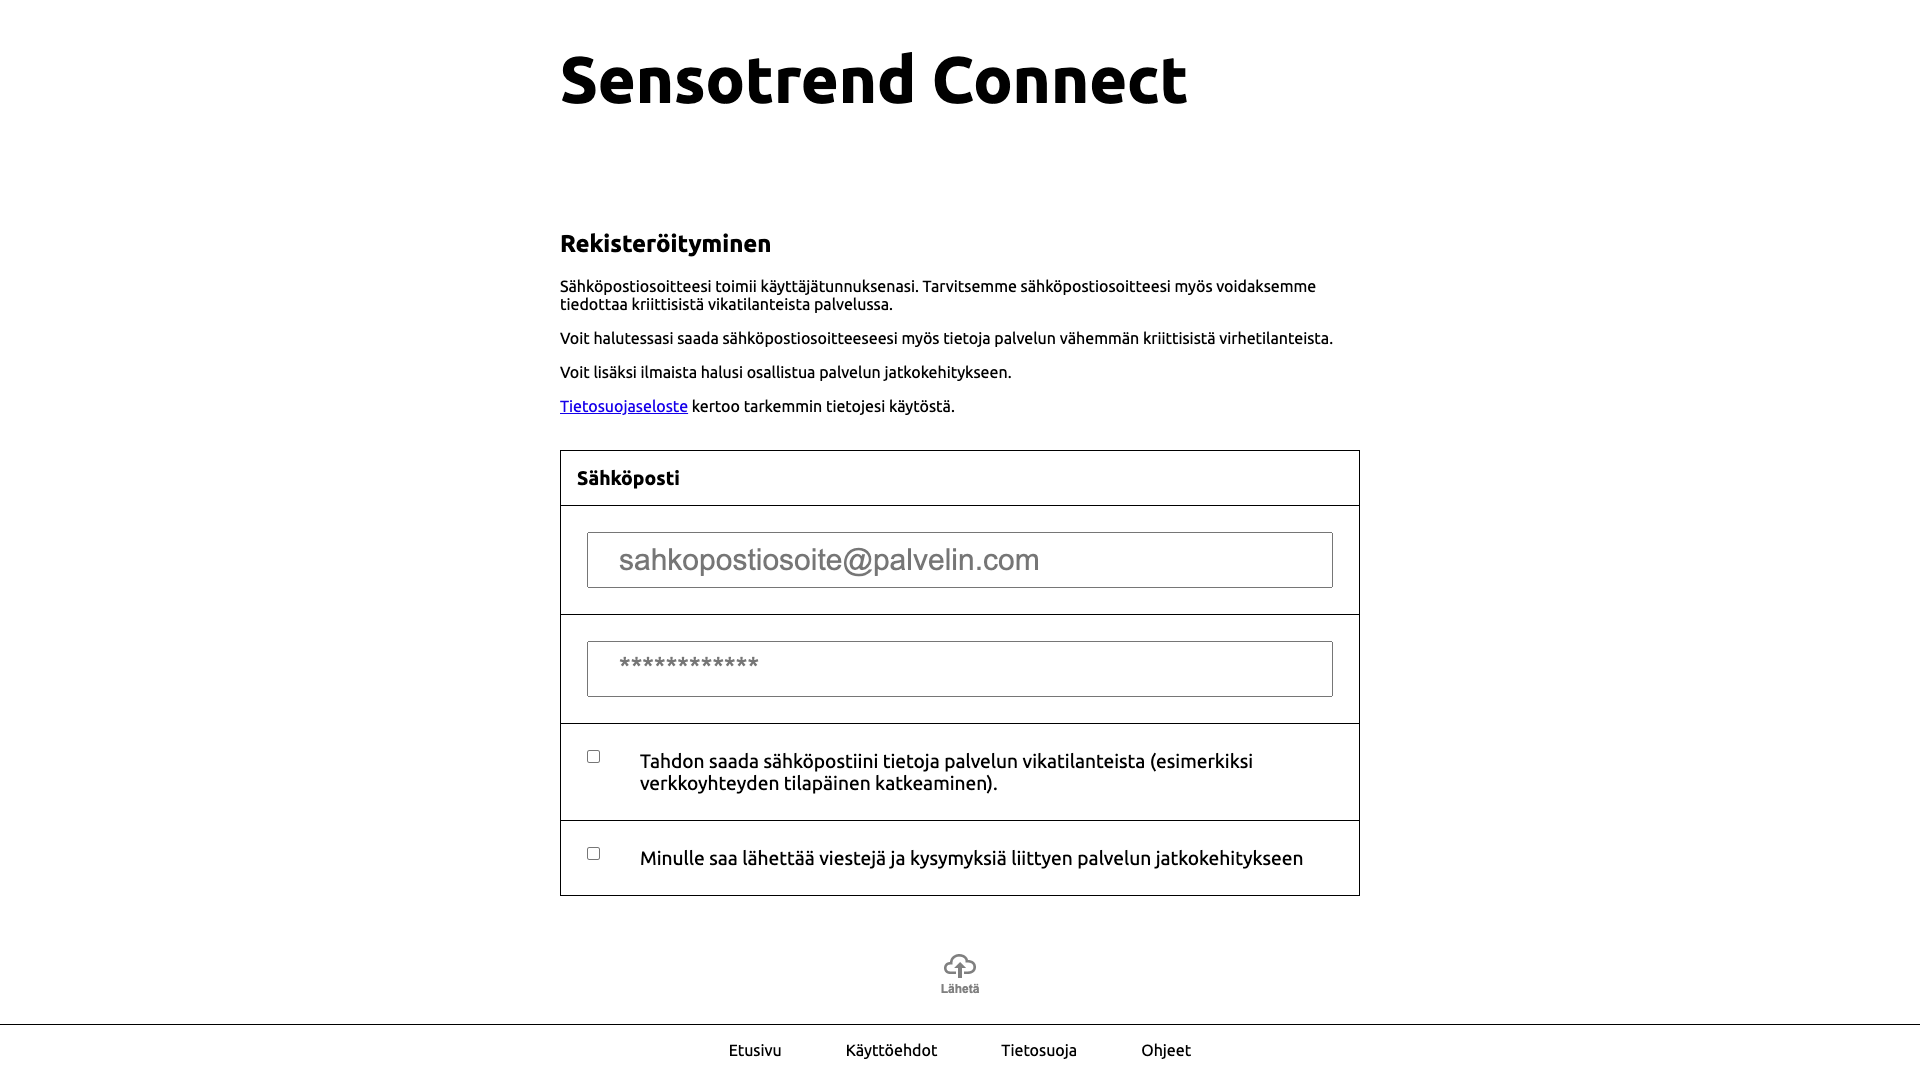 Sensotrend Connect
Rekisteröityminen
Sähköpostiosoitteesi toimii käyttäjätunnuksenasi. Tarvitsemme sähköpostiosoitteesi myös voidaksemme
tiedottaa kriittisistä vikatilanteista palvelussa.
Voit halutessasi saada sähköpostiosoitteeseesi myös tietoja palvelun vähemmän kriittisistä virhetilanteista.
Voit lisäksi ilmaista halusi osallistua palvelun jatkokehitykseen.
Tietosuojaseloste kertoo tarkemmin tietojesi käytöstä.
Sähköposti
sahkopostiosoite@palvelin.com
************
Tahdon saada sähköpostiini tietoja palvelun vikatilanteista (esimerkiksi
verkkoyhteyden tilapäinen katkeaminen).
Minulle saa lähettää viestejä ja kysymyksiä liittyen palvelun jatkokehitykseen
Lähetä
Etusivu Käyttöehdot Tietosuoja Ohjeet